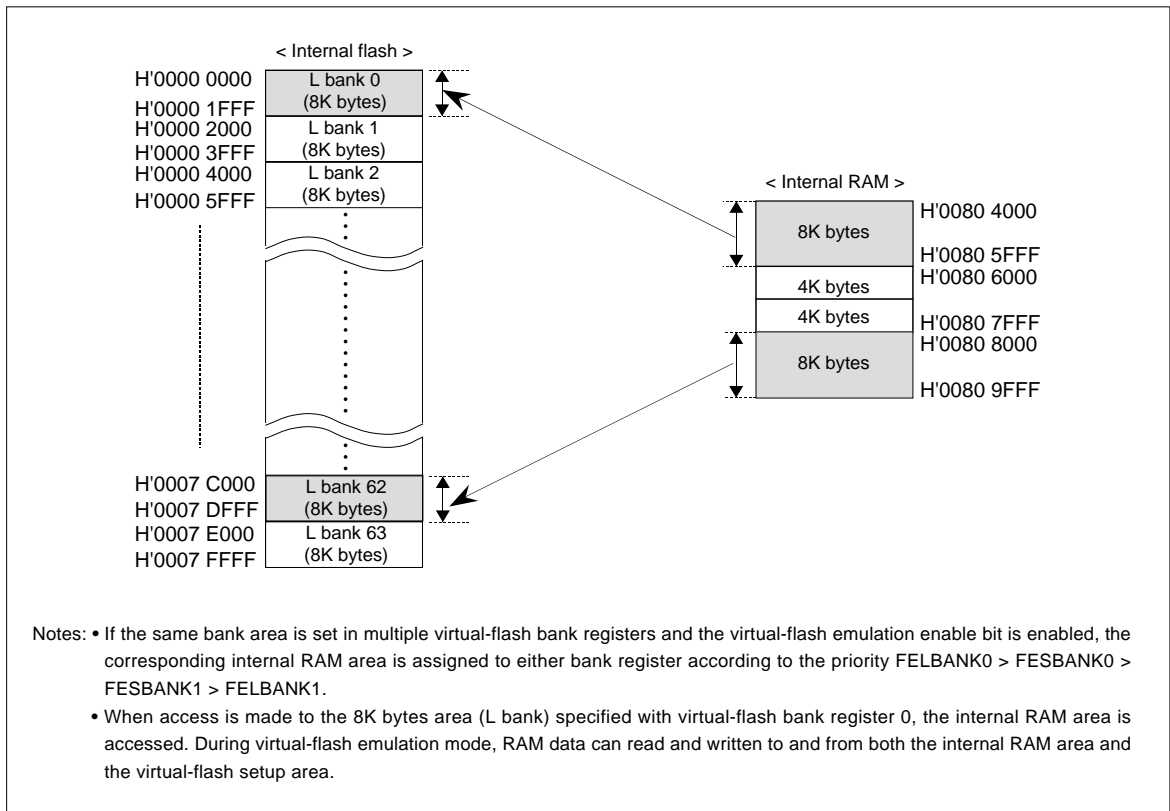 < Internal flash >
H'0000 0000
L bank 0
(8K bytes)
H'0000 1FFF
H'0000 2000
L bank 1
(8K bytes)
H'0000 3FFF
H'0000 4000
L bank 2
(8K bytes)
H'0000 5FFF
H'0007 C000
L bank 62
(8K bytes)
H'0007 DFFF
H'0007 E000
L bank 63
(8K bytes)
H'0007 FFFF
< Internal RAM >
8K bytes
H'0080 4000
H'0080 5FFF
4K bytes
H'0080 6000
4K bytes
H'0080 7FFF
8K bytes
H'0080 8000
H'0080 9FFF
Notes: • If the same bank area is set in multiple virtual-flash bank registers and the virtual-flash emulation enable bit is enabled, the
corresponding internal RAM area is assigned to either bank register according to the priority FELBANK0 > FESBANK0 >
FESBANK1 > FELBANK1.
• When access is made to the 8K bytes area (L bank) specified with virtual-flash bank register 0, the internal RAM area is
accessed. During virtual-flash emulation mode, RAM data can read and written to and from both the internal RAM area and
the virtual-flash setup area.